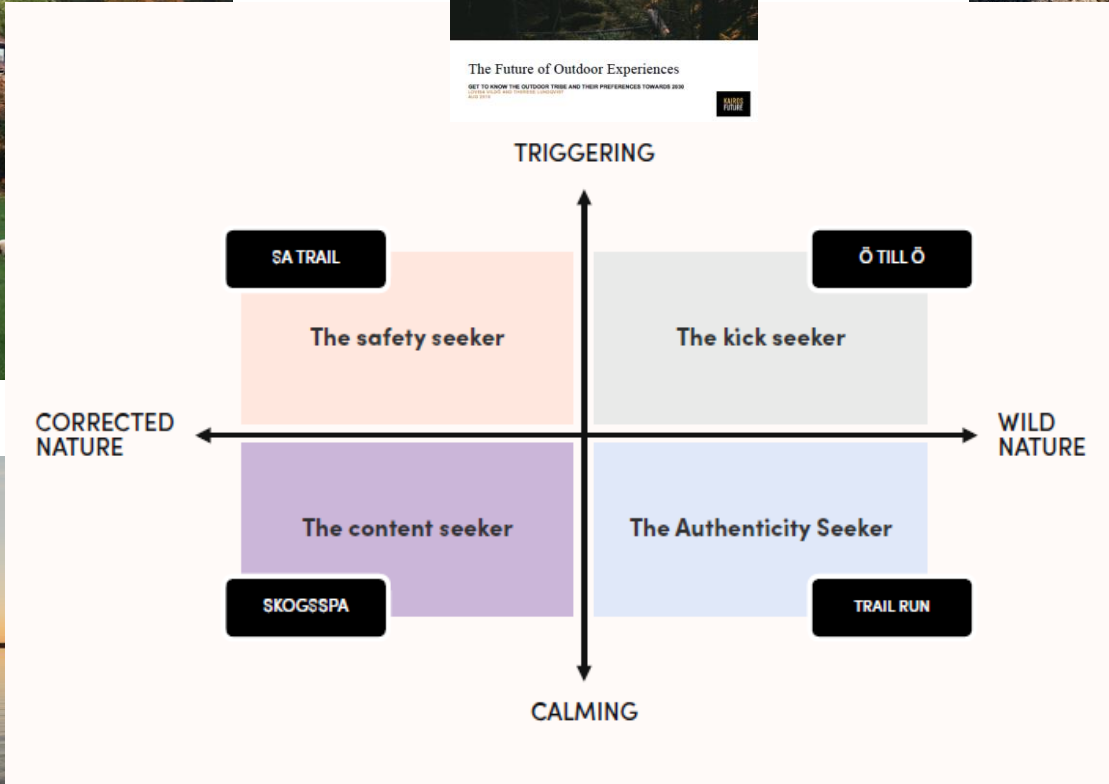 The Future of Outdoor Experiences
GET TO KNOW THE OUTDOOR TRIBE AND THEIR PREFERENCES TOWARDS 2030
AUG 2019
KAIROS
FUTURE
TRIGGERING
SA TRAIL
Ö TILL Ö
The safety seeker
The kick seeker
CORRECTED
NATURE
WILD
NATURE
The content seeker
The Authenticity Seeker
SKOGSSPA
TRAIL RUN
CALMING